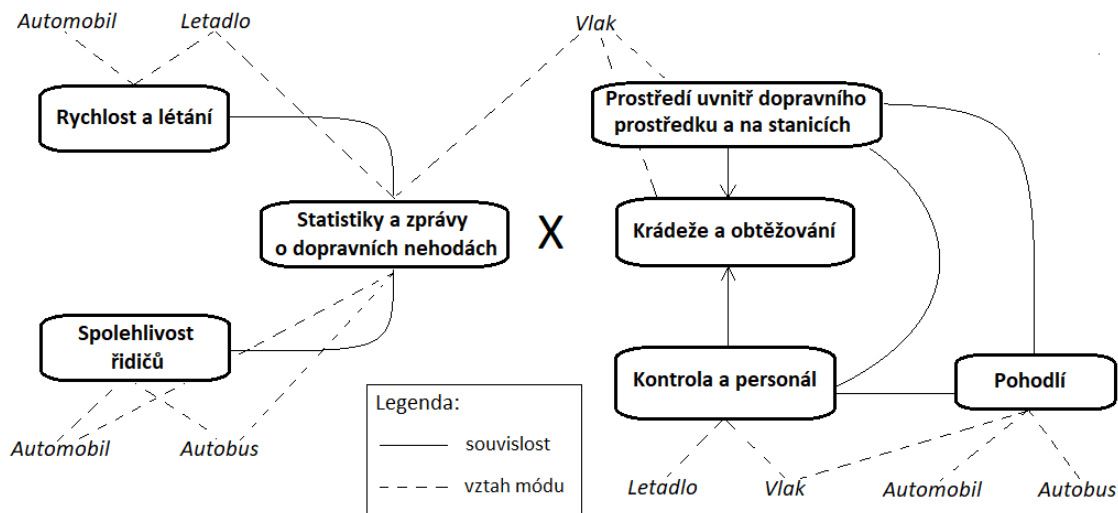 Automobil
Letadlo
Vlak
Rychlost a létání
Prostředí uvnitř dopravního
prostředku a na stanicích
Statistiky a zprávy
o dopravních nehodách
X
Krádeže a obtěžování
Spolehlivost
řidičů
Kontrola a personál
Pohodlí
Legenda:
souvislost
vztah módu
Automobil
Autobus
Letadlo
Vlak
Automobil
Autobus